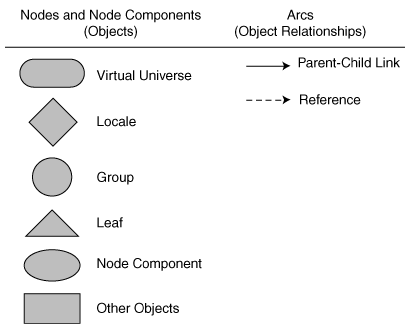 Nodes and Node Components
(Objects)
Arcs
(Object Relationships)
Virtual Universe
Parent-Child Link
Reference
Locale
Group
Leaf
Node Component
Other Objects